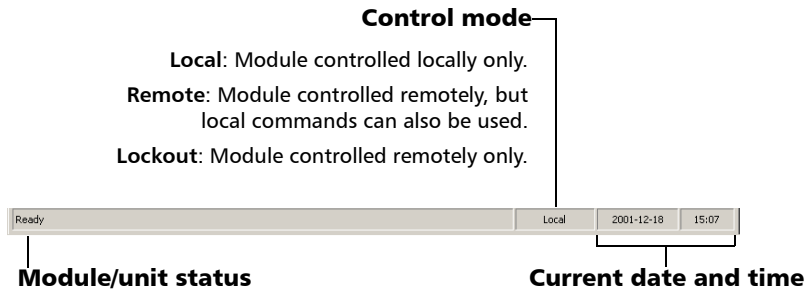 Control mode
Local: Module controlled locally only.
Remote: Module controlled remotely, but
local commands can also be used.
Lockout: Module controlled remotely only.
Ready Local 2001-12-18 15:07
Module/unit status Current date and time